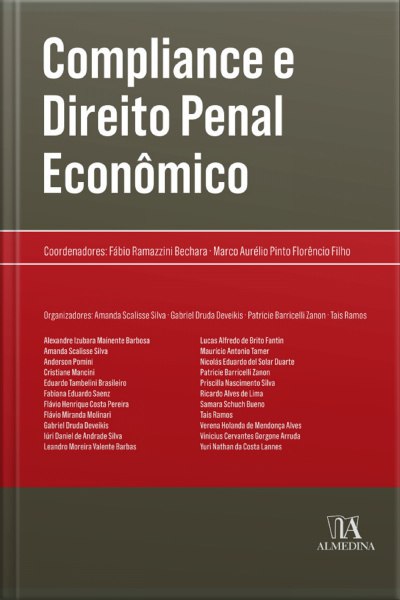 Compliance e
Direito Penal
Econômico
Coordenadores: Fábio Ramazzini Bechara · Marco Aurélio Pinto Florêncio Filho
Organizadores: Amanda Scalisse Silva · Gabriel Druda Deveikis · Patricie Barricelli Zanon · Tais Ramos
Alexandre Izubara Mainente Barbosa
Amanda Scalisse Silva
Anderson Pomini
Cristiane Mancini
Eduardo Tambelini Brasileiro
Fabiana Eduardo Saenz
Flávio Henrique Costa Pereira
Flávio Miranda Molinari
Gabriel Druda Deveikis
Iúri Daniel de Andrade Silva
Leandro Moreira Valente Barbas
Lucas Alfredo de Brito Fantin
Mauricio Antonio Tamer
Nicolás Eduardo del Solar Duarte
Patricie Barricelli Zanon
Priscilla Nascimento Silva
Ricardo Alves de Lima
Samara Schuch Bueno
Tais Ramos
Verena Holanda de Mendonça Alves
Vinicius Cervantes Gorgone Arruda
Yuri Nathan da Costa Lannes
ALMEDINA